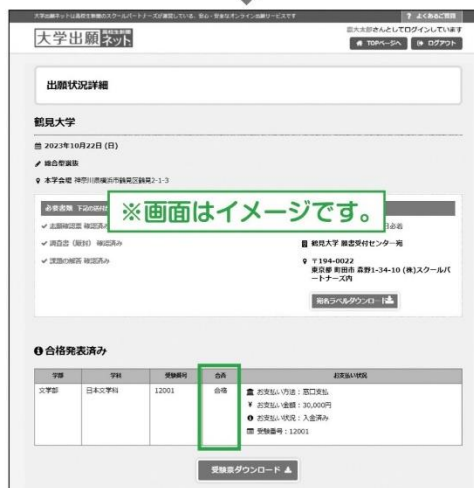 大学出願ネットは高校生新聞のスクールパートナーズが運営している、安心・安全なオンライン出願サービスです
? よくあるご質問
大学出願ネット
さんとしてログインしています
TOPページへ
ログアウト
出願状況詳細
鶴見大学
2023年10月22日 (日)
総合型選抜
本学会場 神奈川県横浜市鶴見区鶴見2-1-3
必要書類
※画面はイメージです。
必着
出願確認票 確認済み
鶴見大学 願書受付センター宛
調査書 (原封) 確認済み
〒194-0022
東京都 町田市 森野1-34-10 (株)スクールパ
ートナーズ内
課題の解答 確認済み
宛名ラベルダウンロード
合格発表済み
学部 学科 受験番号 合否 お支払い状況
文学部 日本文学科 12001 合格 お支払い方法：窓口支払
¥ お支払い金額：30,000円
お支払い状況：入金済み
受験番号：12001
受験票ダウンロード